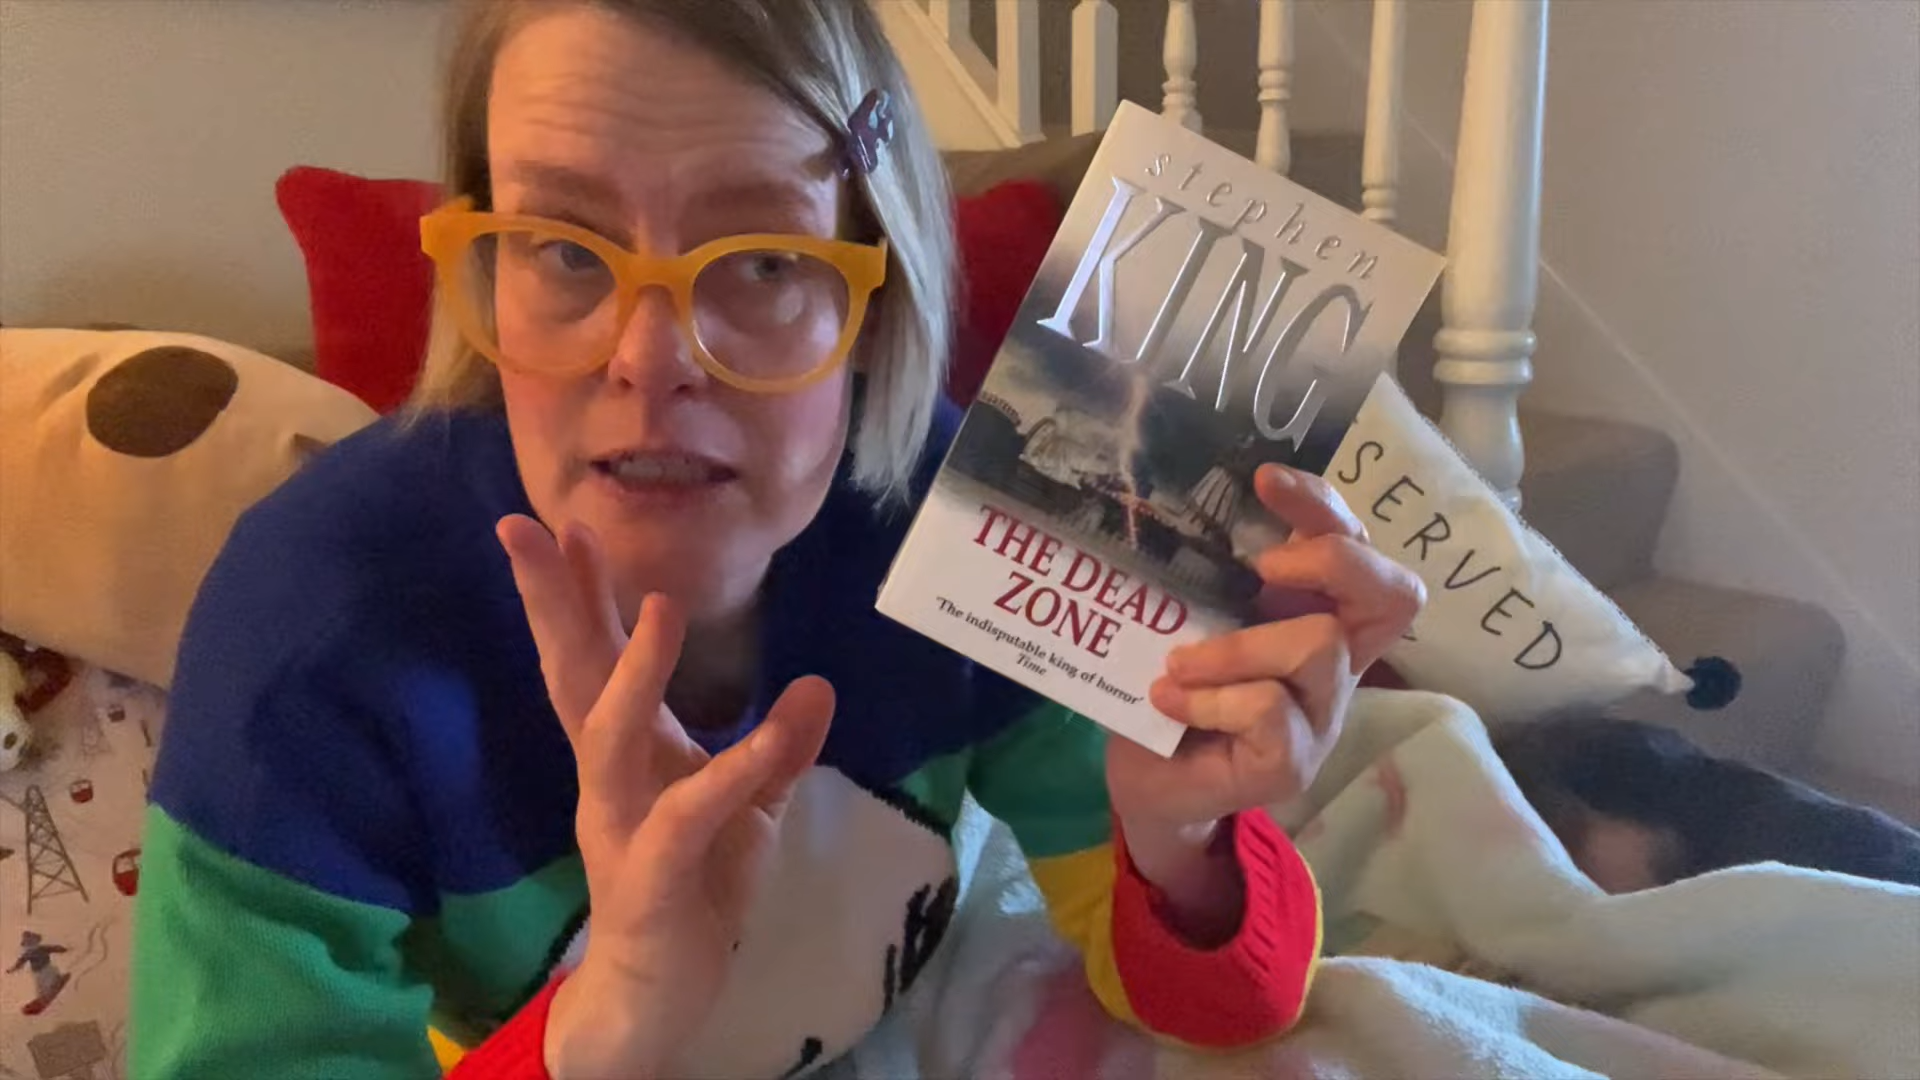 stephen
KING
THE DEAD
ZONE
'The indisputable king of horror'
Time
SERVED